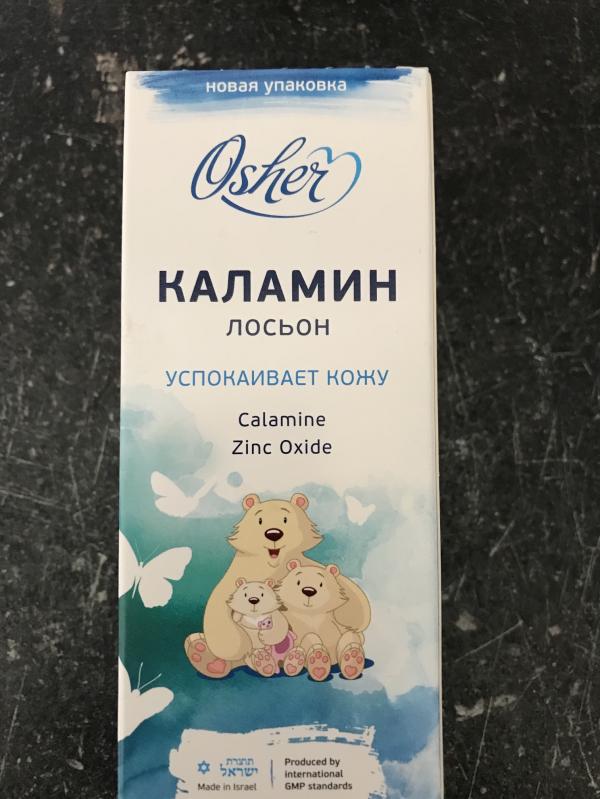 новая упаковка
Osher
КАЛАМИН
ЛОСЬОН
УСПОКАИВАЕТ КОЖУ
Calamine
Zinc Oxide
תוצרת
ישראל
Made in Israel
Produced by
international
GMP standards